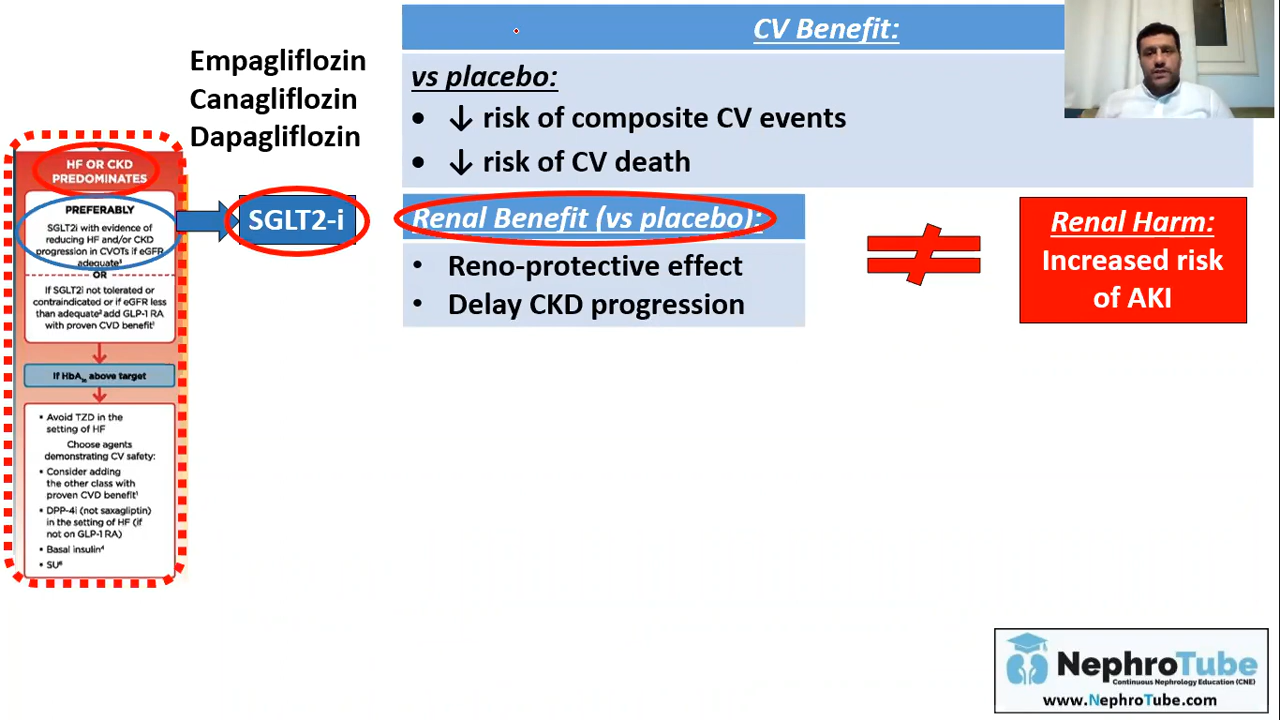 CV Benefit:
Empagliflozin
Canagliflozin
Dapagliflozin
vs placebo:
• ↓ risk of composite CV events
• ↓ risk of CV death
HF OR CKD
PREDOMINATES
PREFERABLY
SGLT2i with evidence of
reducing HF and/or CKD
progression in CVOTs if eGFR
adequate³
OR
If SGLT2i not tolerated or
contraindicated or if eGFR less
than adequate² add GLP-1 RA
with proven CVD benefit¹
If HbA1c above target
• Avoid TZD in the
setting of HF
Choose agents
demonstrating CV safety:
• Consider adding
the other class with
proven CVD benefit¹
• DPP-4i (not saxagliptin)
in the setting of HF (if
not on GLP-1 RA)
• Basal insulin⁴
• SU⁶
SGLT2-i
Renal Benefit (vs placebo):
• Reno-protective effect
• Delay CKD progression
≠
Renal Harm:
Increased risk
of AKI
NephroTube
Continuous Nephrology Education (CNE)
www.NephroTube.com